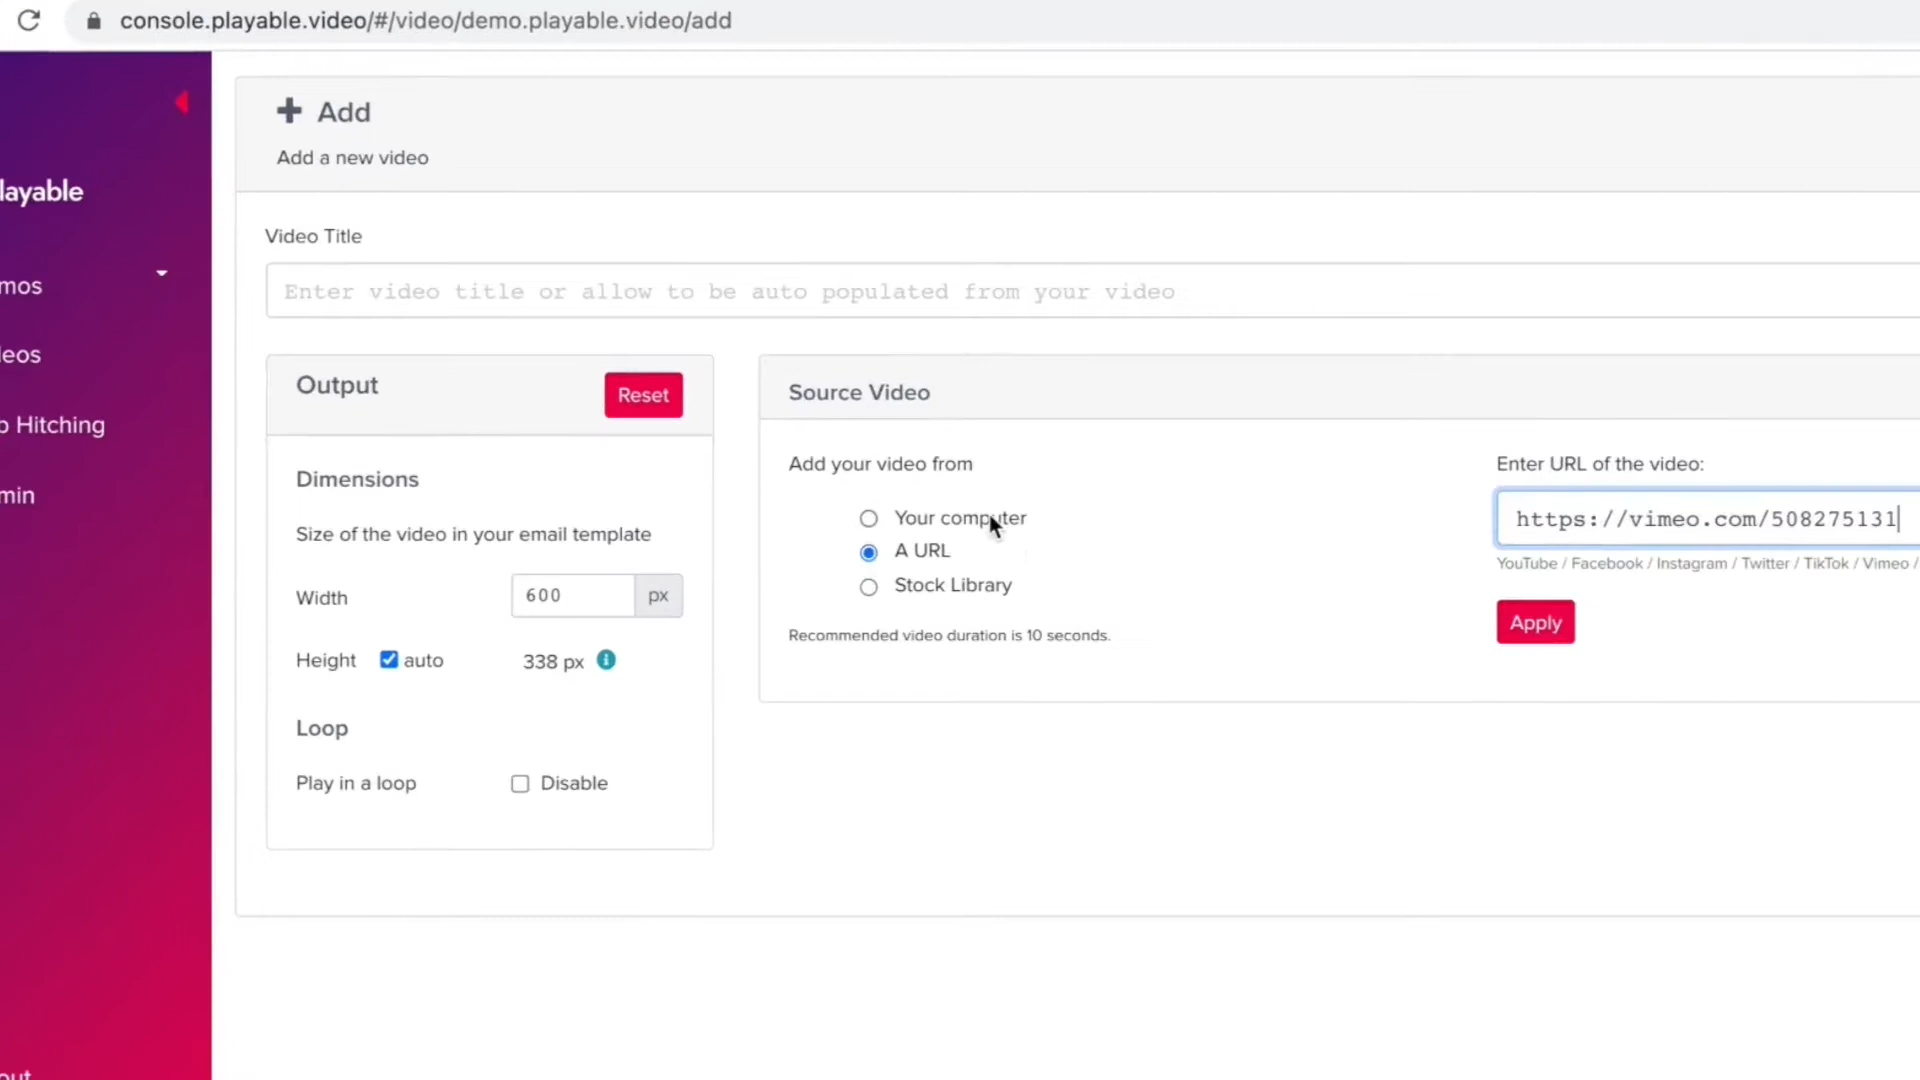 console.playable.video/#/video/demo.playable.video/add
Add
Add a new video
layable
mos
eos
o Hitching
min
out
Video Title
Enter video title or allow to be auto populated from your video
Output
Reset
Dimensions
Size of the video in your email template
Width
600
px
Height
auto
338 px
Loop
Play in a loop
Disable
Source Video
Add your video from
Your computer
A URL
Stock Library
Recommended video duration is 10 seconds.
Enter URL of the video:
https://vimeo.com/508275131
YouTube / Facebook / Instagram / Twitter / TikTok / Vimeo /
Apply